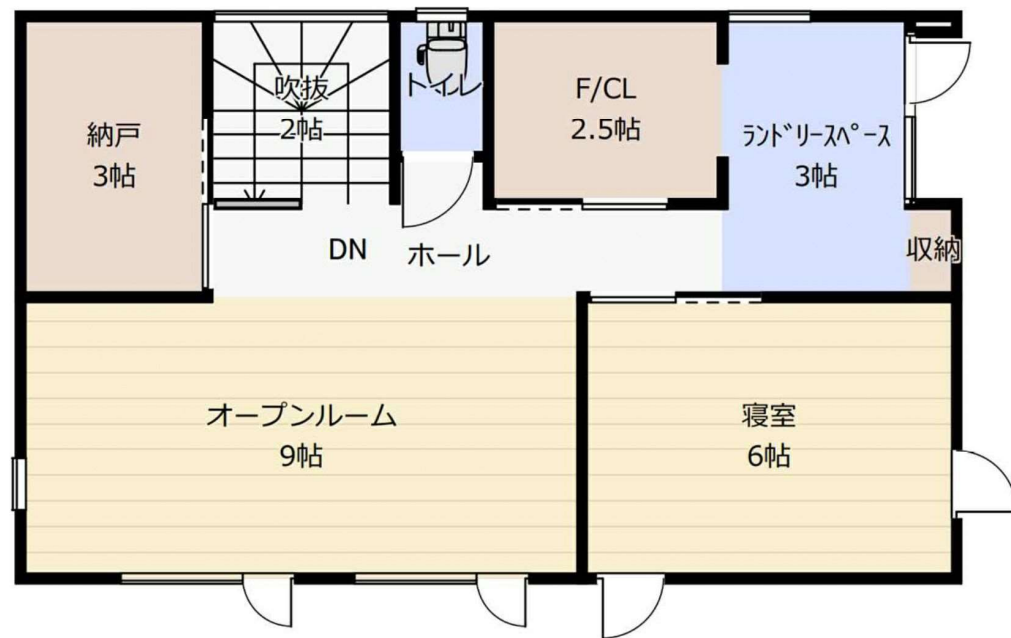 納戸
3帖
吹抜
2帖
トイレ
F/CL
2.5帖
ランドリースペース
3帖
DN
ホール
収納
オープンルーム
9帖
寝室
6帖